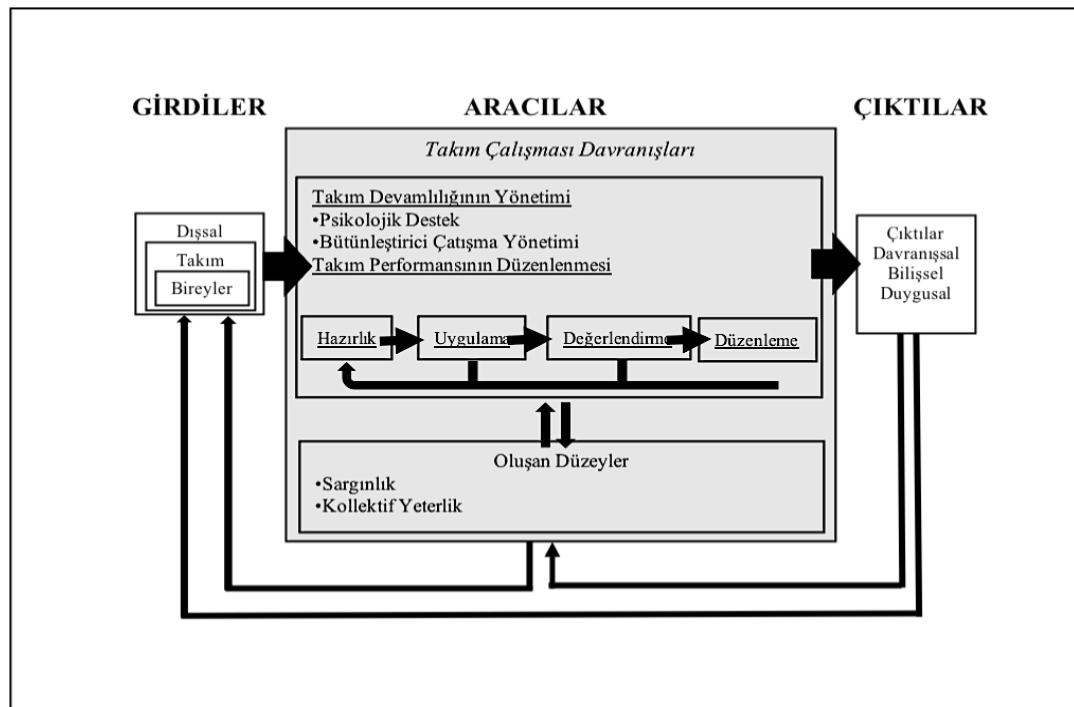 GİRDİLER
ARACILAR
ÇIKTILAR
Takım Çalışması Davranışları
Takım Devamlılığının Yönetimi
•Psikolojik Destek
•Bütünleştirici Çatışma Yönetimi
Takım Performansının Düzenlenmesi
Dışsal
Takım
Bireyler
Hazırlık
Uygulama
Değerlendirme
Düzenleme
Oluşan Düzeyler
•Sargınlık
•Kollektif Yeterlik
Çıktılar
Davranışsal
Bilişsel
Duygusal